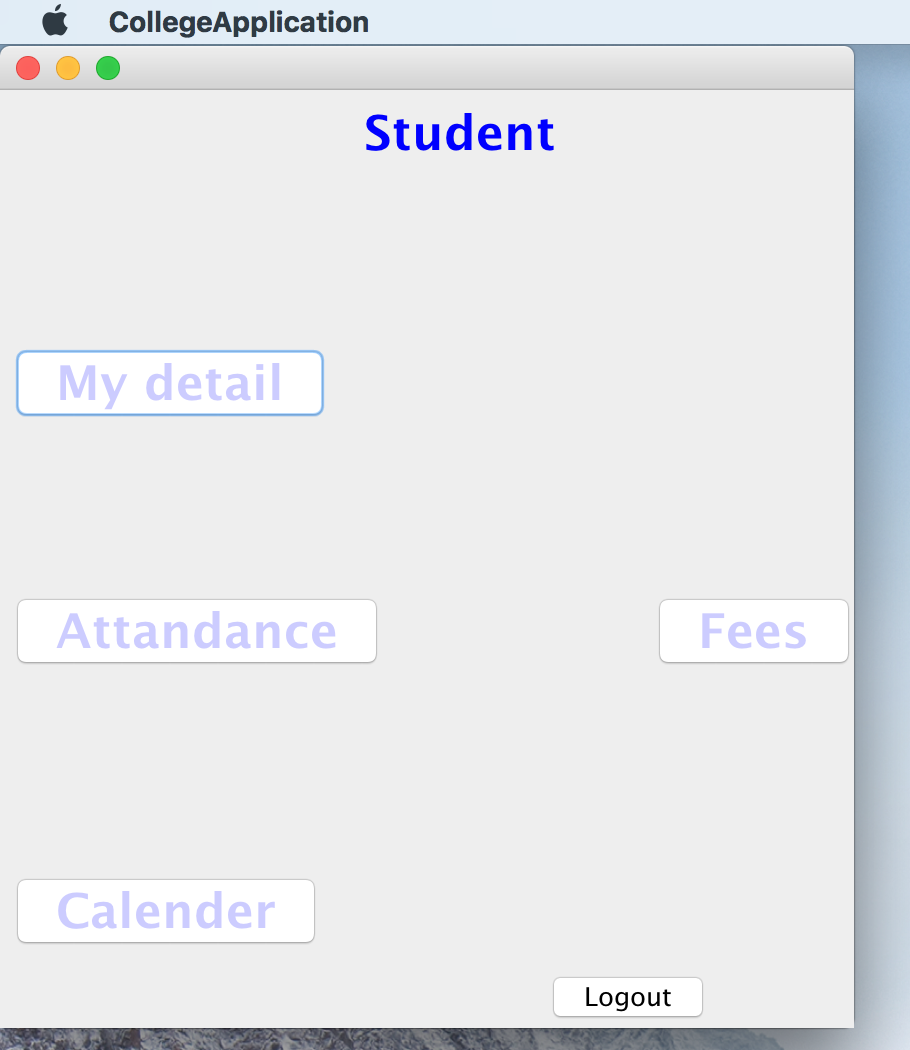 CollegeApplication
Student
My detail
Attandance
Fees
Calender
Logout